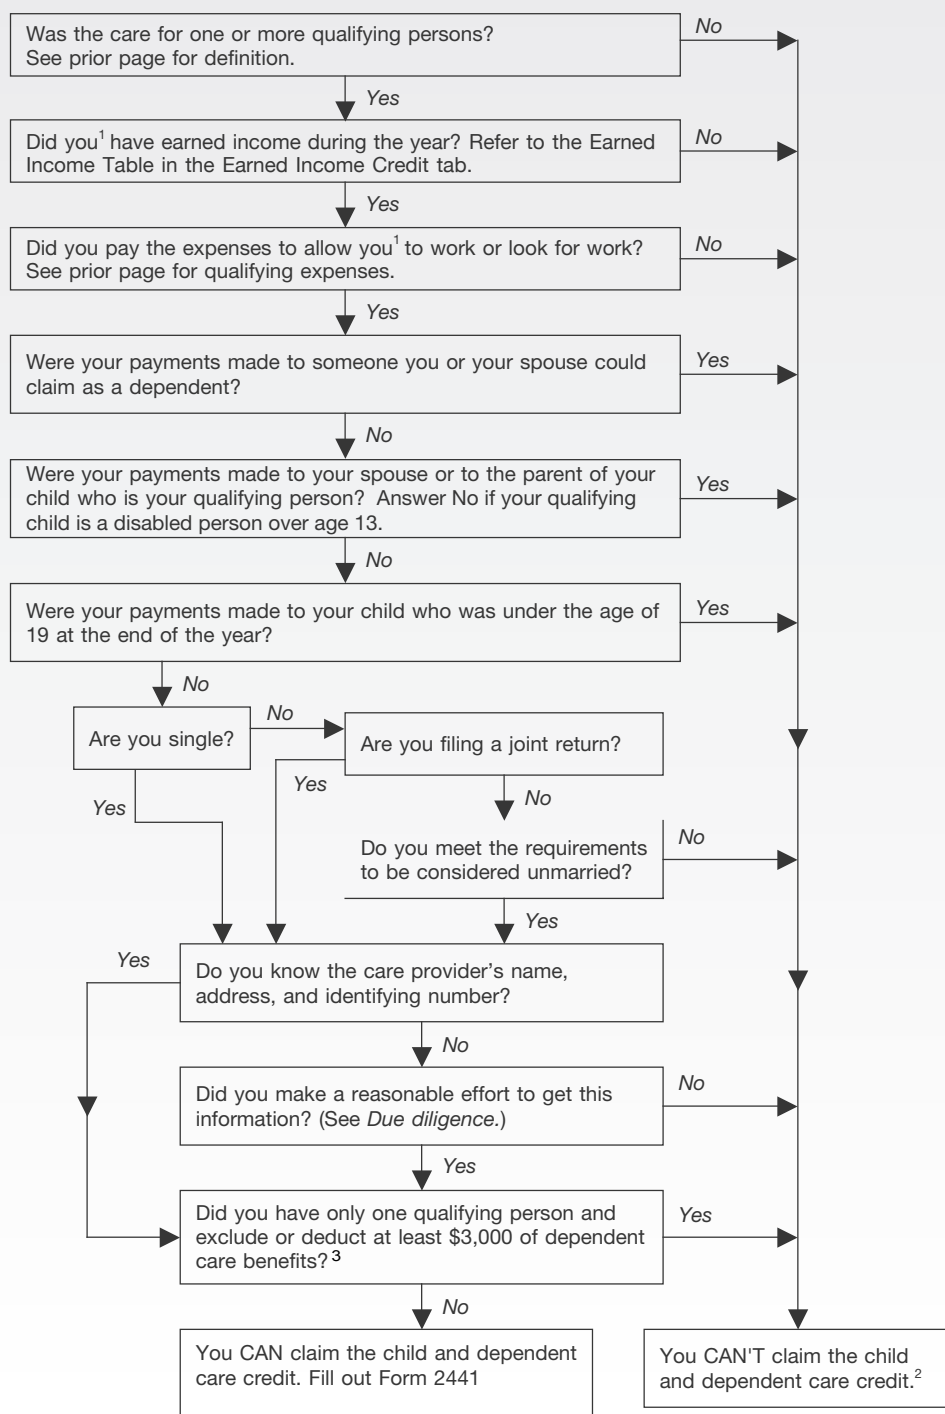 Was the care for one or more qualifying persons?
See prior page for definition.
No
Yes
Did you¹ have earned income during the year? Refer to the Earned
Income Table in the Earned Income Credit tab.
No
Yes
Did you pay the expenses to allow you¹ to work or look for work?
See prior page for qualifying expenses.
No
Yes
Were your payments made to someone you or your spouse could
claim as a dependent?
Yes
No
Were your payments made to your spouse or to the parent of your
child who is your qualifying person? Answer No if your qualifying
child is a disabled person over age 13.
Yes
No
Were your payments made to your child who was under the age of
19 at the end of the year?
Yes
No
Are you single?
No
Are you filing a joint return?
Yes
Yes
No
Do you meet the requirements
to be considered unmarried?
No
Yes
Do you know the care provider's name,
address, and identifying number?
Yes
No
Did you make a reasonable effort to get this
information? (See Due diligence.)
No
Yes
Did you have only one qualifying person and
exclude or deduct at least $3,000 of dependent
care benefits? ³
Yes
No
You CAN claim the child and dependent
care credit. Fill out Form 2441
You CAN'T claim the child
and dependent care credit.²